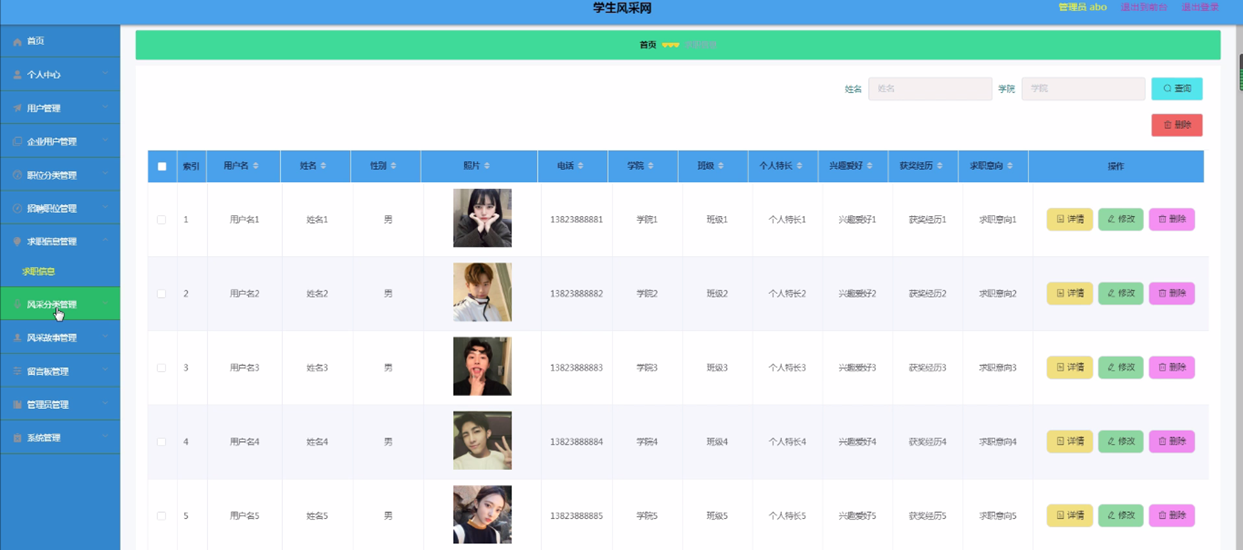 学生风采网
管理员 abo 退出到前台 退出登录
首页
个人中心
用户管理
企业用户管理
职位分类管理
招聘职位管理
求职信息管理
求职信息
风采分类管理
风采故事管理
留言板管理
管理员管理
系统管理
首页 求职信息
姓名 姓名 学院 学院 查询
删除
索引 用户名 姓名 性别 照片 电话 学院 班级 个人特长 兴趣爱好 获奖经历 求职意向 操作
1 用户名1 姓名1 男 13823888881 学院1 班级1 个人特长1 兴趣爱好1 获奖经历1 求职意向1 详情 修改 删除
2 用户名2 姓名2 男 13823888882 学院2 班级2 个人特长2 兴趣爱好2 获奖经历2 求职意向2 详情 修改 删除
3 用户名3 姓名3 男 13823888883 学院3 班级3 个人特长3 兴趣爱好3 获奖经历3 求职意向3 详情 修改 删除
4 用户名4 姓名4 男 13823888884 学院4 班级4 个人特长4 兴趣爱好4 获奖经历4 求职意向4 详情 修改 删除
5 用户名5 姓名5 男 13823888885 学院5 班级5 个人特长5 兴趣爱好5 获奖经历5 求职意向5 详情 修改 删除